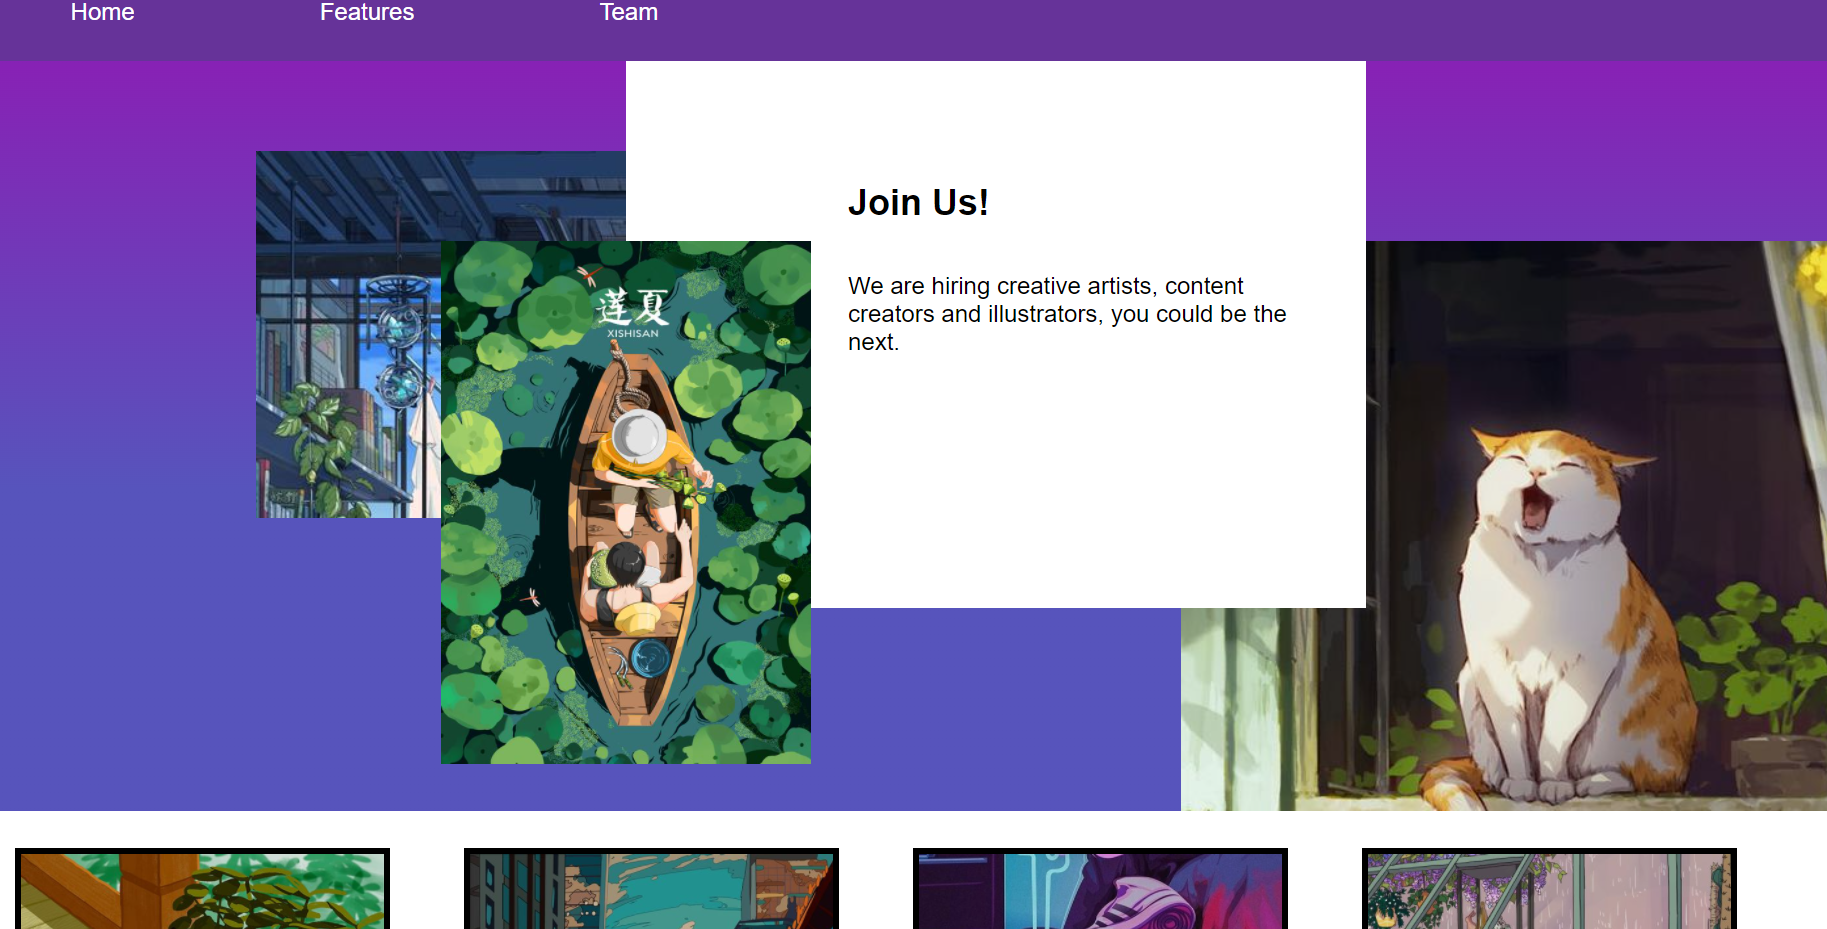 Home
Features
Team
Join Us!
We are hiring creative artists, content
creators and illustrators, you could be the
next.
莲夏
XISHISAN